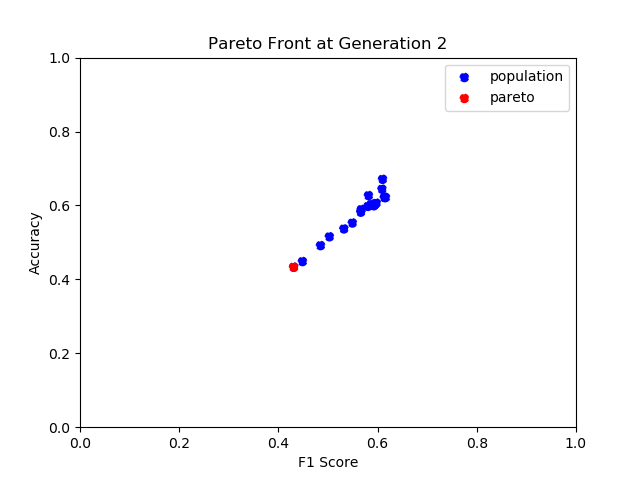 Pareto Front at Generation 2
population
pareto
1.0
0.8
0.6
0.4
0.2
0.0
Accuracy
0.0 0.2 0.4 0.6 0.8 1.0
F1 Score